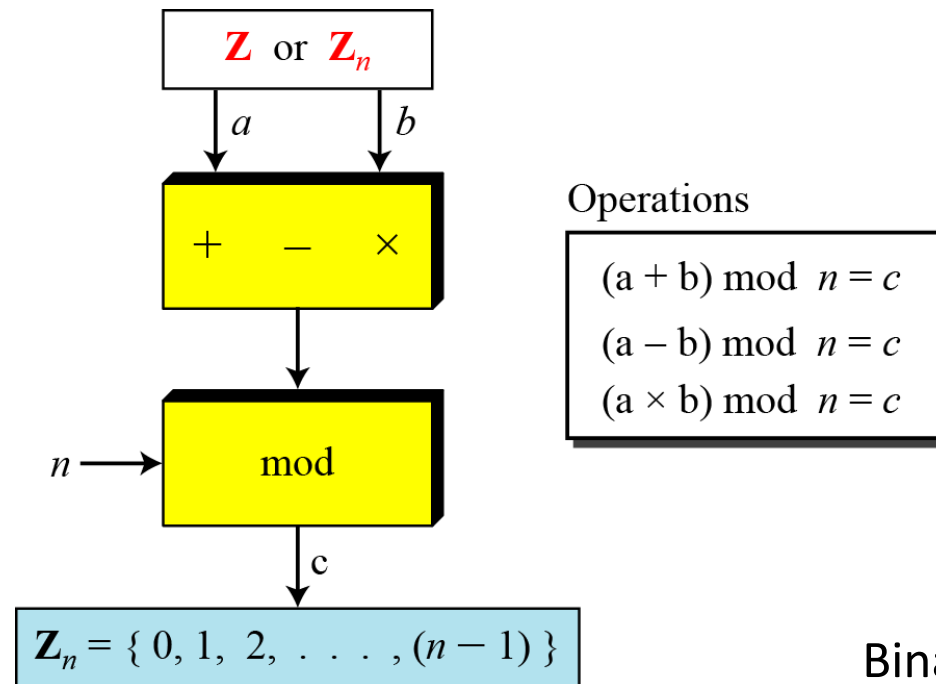 Z or Zn
a b
+ – ×
n mod
c
Zn = { 0, 1, 2, . . . , (n – 1) }
Operations
(a + b) mod n = c
(a – b) mod n = c
(a × b) mod n = c